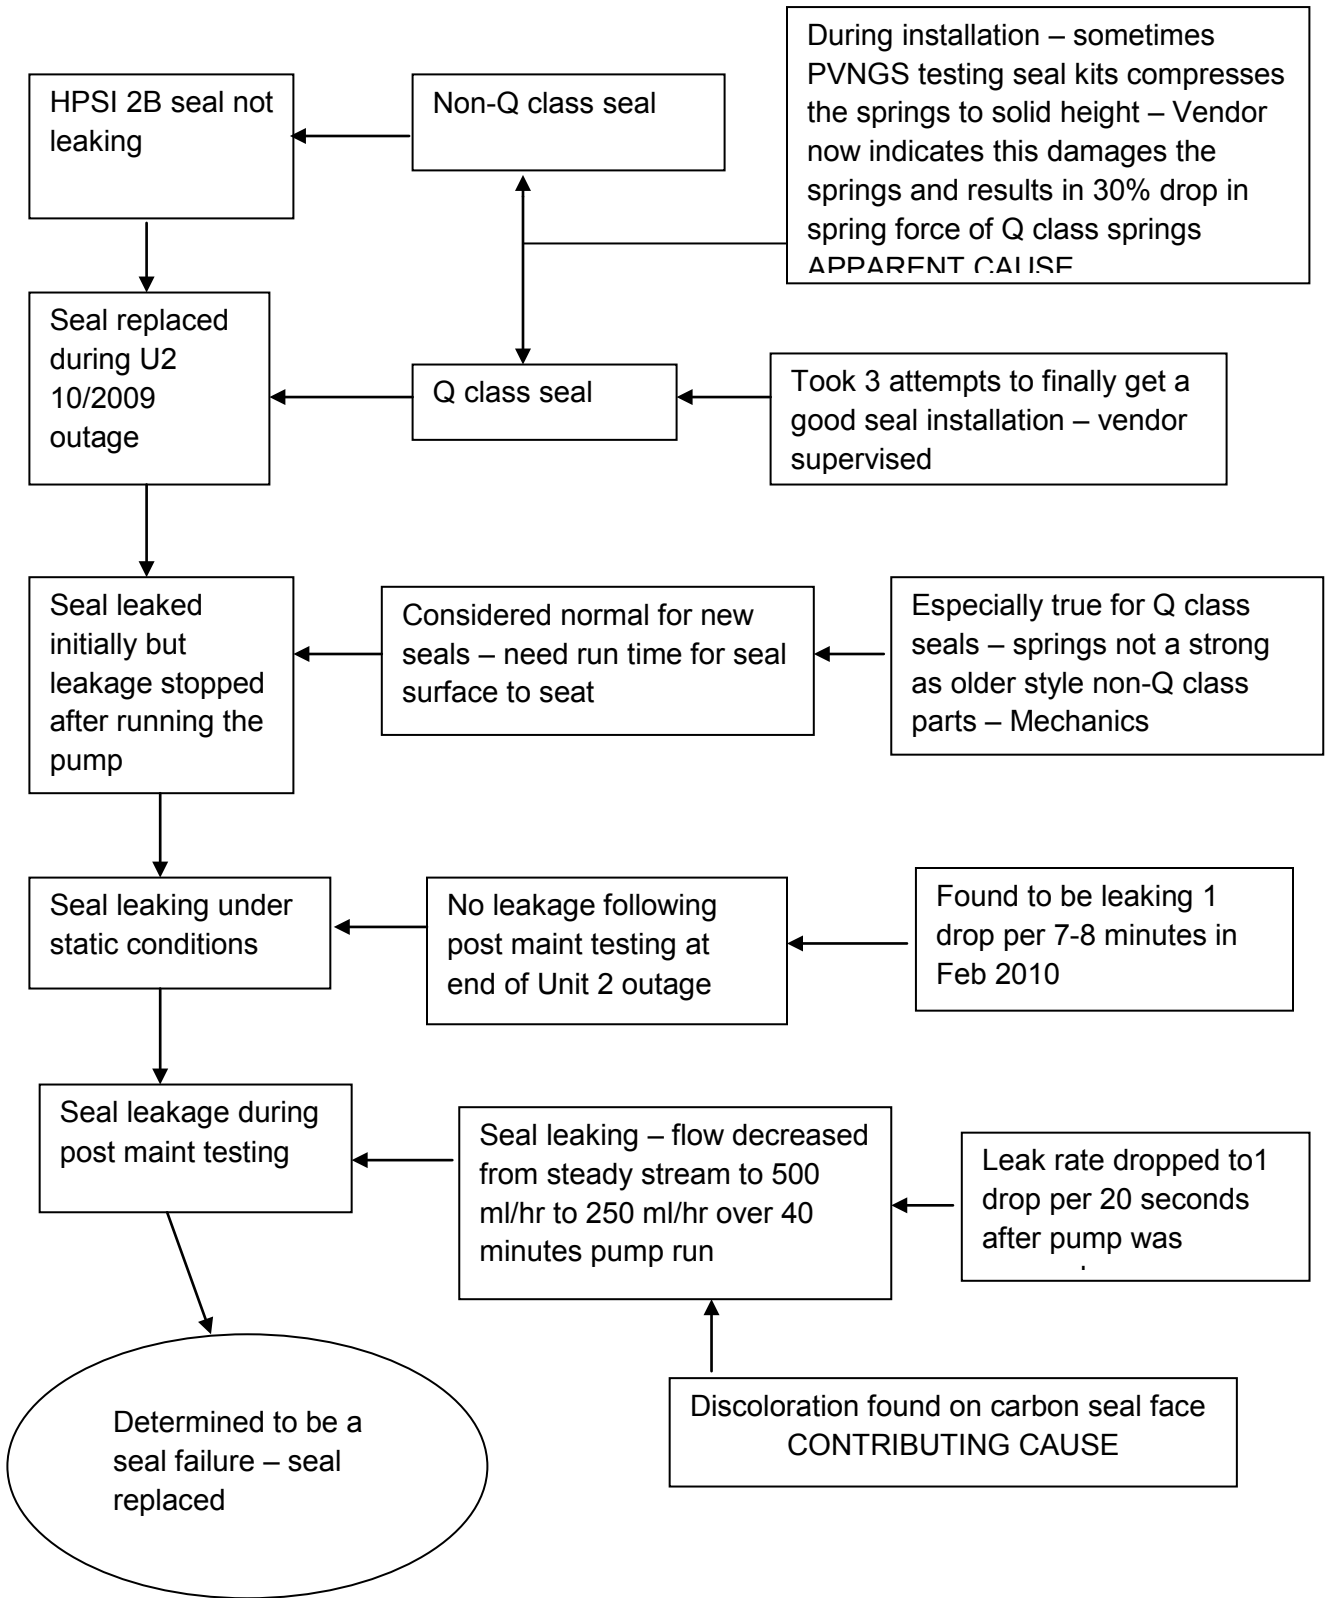 HPSI 2B seal not
leaking
Non-Q class seal
During installation – sometimes
PVNGS testing seal kits compresses
the springs to solid height – Vendor
now indicates this damages the
springs and results in 30% drop in
spring force of Q class springs
APPARENT CAUSE
Seal replaced
during U2
10/2009
outage
Q class seal
Took 3 attempts to finally get a
good seal installation – vendor
supervised
Seal leaked
initially but
leakage stopped
after running the
pump
Considered normal for new
seals – need run time for seal
surface to seat
Especially true for Q class
seals – springs not a strong
as older style non-Q class
parts – Mechanics
Seal leaking under
static conditions
No leakage following
post maint testing at
end of Unit 2 outage
Found to be leaking 1
drop per 7-8 minutes in
Feb 2010
Seal leakage during
post maint testing
Seal leaking – flow decreased
from steady stream to 500
ml/hr to 250 ml/hr over 40
minutes pump run
Leak rate dropped to1
drop per 20 seconds
after pump was
Discoloration found on carbon seal face
CONTRIBUTING CAUSE
Determined to be a
seal failure – seal
replaced